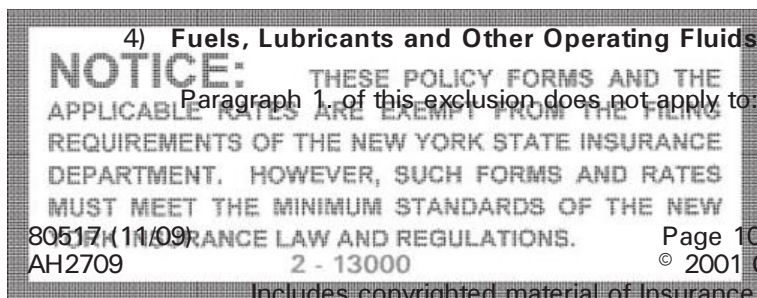 4) Fuels, Lubricants and Other Operating Fluids
NOTICE: THESE POLICY FORMS AND THE
Paragraph 1. of this exclusion does not apply to:
APPLICABLE RATES ARE EXEMPT FROM THE FILING
REQUIREMENTS OF THE NEW YORK STATE INSURANCE
DEPARTMENT. HOWEVER, SUCH FORMS AND RATES
MUST MEET THE MINIMUM STANDARDS OF THE NEW
YORK INSURANCE LAW AND REGULATIONS.
80517 (11/09) Page 10
AH2709 2 - 13000 © 2001
Includes copyrighted material of Insurance